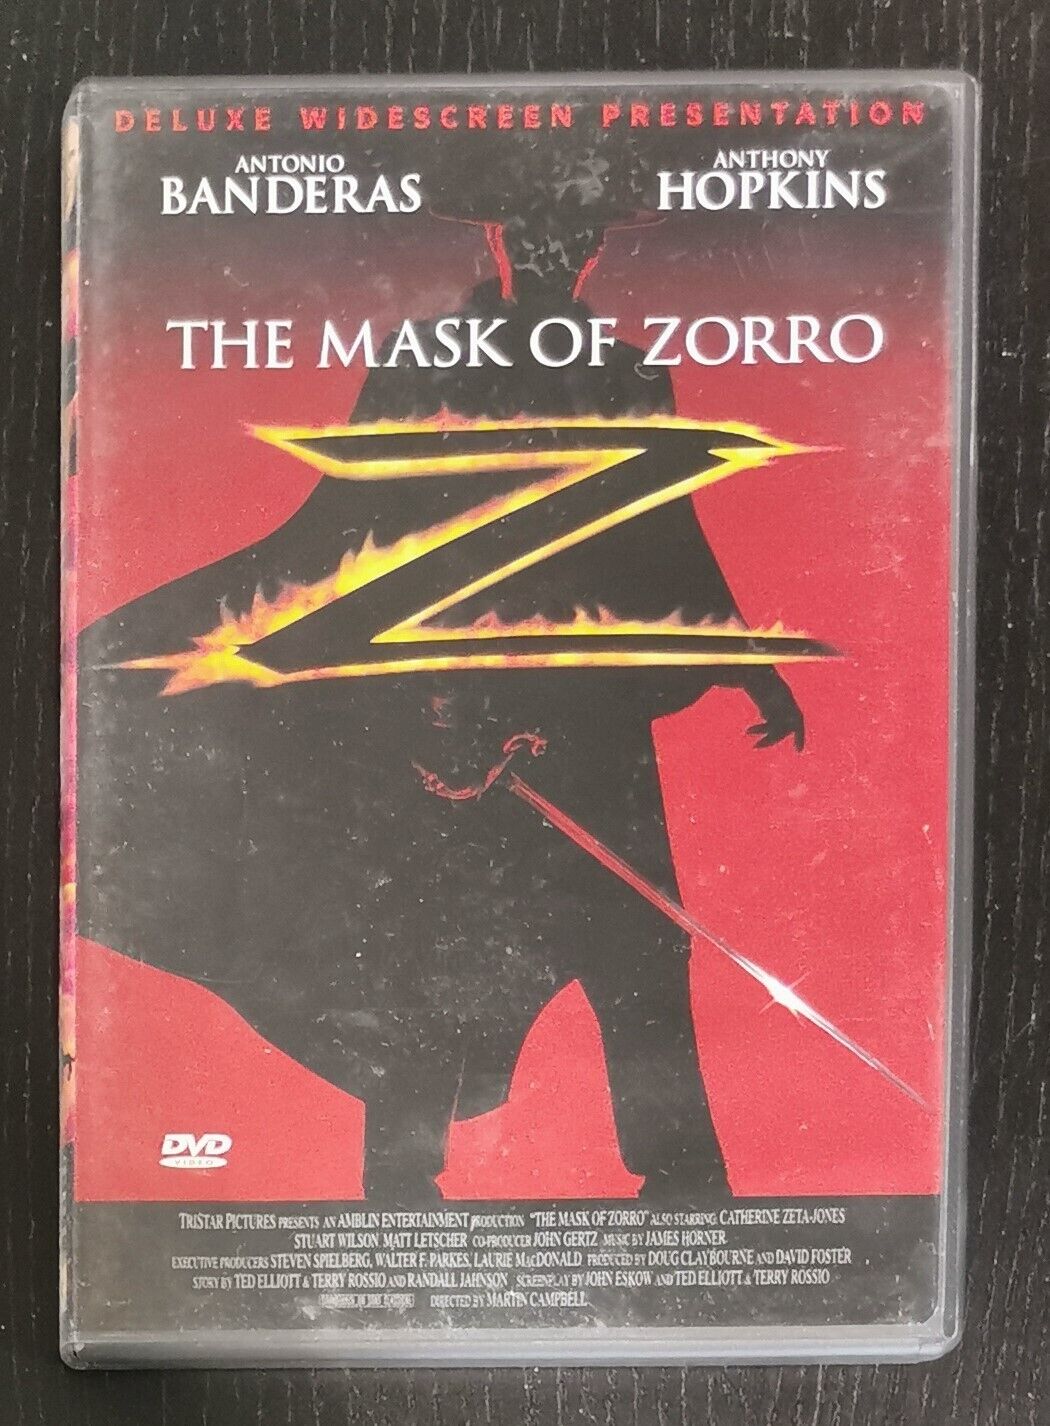 DELUXE WIDESCREEN PRESENTATION
ANTONIO
BANDERAS
ANTHONY
HOPKINS
THE MASK OF ZORRO
Z
DVD
VIDEO
TRISTAR PICTURES PRESENTS AN AMBLIN ENTERTAINMENT PRODUCTION "THE MASK OF ZORRO" ALSO STARRING CATHERINE ZETA-JONES
STUART WILSON MATT LETSCHER CO-PRODUCER JOHN GERTZ MUSIC BY JAMES HORNER
EXECUTIVE PRODUCERS STEVEN SPIELBERG, WALTER F. PARKES, LAURIE MACDONALD PRODUCED BY DOUG CLAYBOURNE AND DAVID FOSTER
STORY BY TED ELLIOTT & TERRY ROSSIO AND RANDALL JAHNSON SCREENPLAY BY JOHN ESKOW AND TED ELLIOTT & TERRY ROSSIO
DIRECTED BY MARTIN CAMPBELL